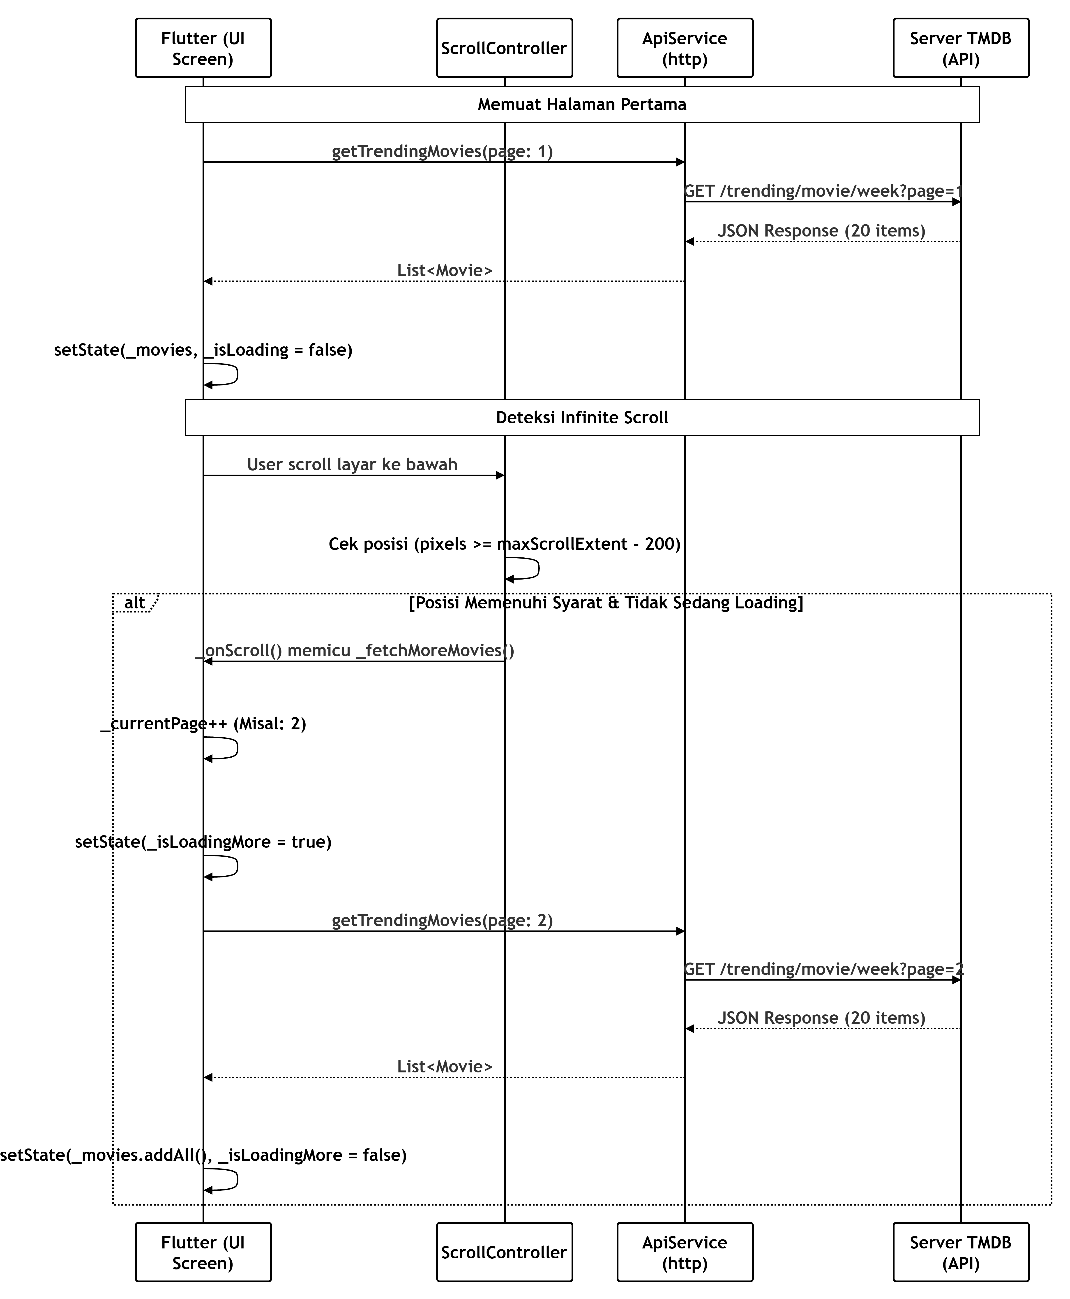 Flutter (UI
Screen)
ScrollController
ApiService
(http)
Server TMDB
(API)
Memuat Halaman Pertama
getTrendingMovies(page: 1)
GET /trending/movie/week?page=1
JSON Response (20 items)
List<Movie>
setState(_movies, _isLoading = false)
Deteksi Infinite Scroll
User scroll layar ke bawah
Cek posisi (pixels >= maxScrollExtent - 200)
alt
[Posisi Memenuhi Syarat & Tidak Sedang Loading]
_onScroll() memicu _fetchMoreMovies()
_currentPage++ (Misal: 2)
setState(_isLoadingMore = true)
getTrendingMovies(page: 2)
GET /trending/movie/week?page=2
JSON Response (20 items)
List<Movie>
setState(_movies.addAll(), _isLoadingMore = false)
Flutter (UI
Screen)
ScrollController
ApiService
(http)
Server TMDB
(API)